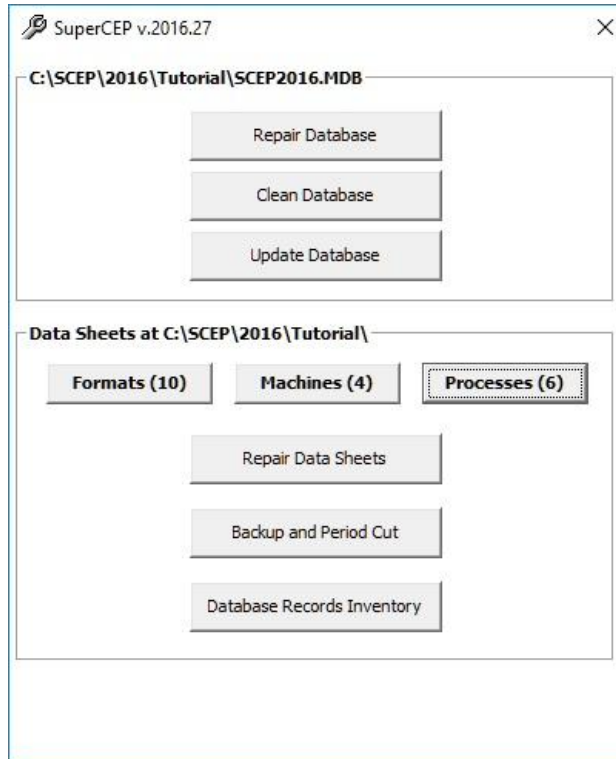 SuperCEP v.2016.27
C:\SCEP\2016\Tutorial\SCEP2016.MDB
Repair Database
Clean Database
Update Database
Data Sheets at C:\SCEP\2016\Tutorial\
Formats (10) Machines (4) Processes (6)
Repair Data Sheets
Backup and Period Cut
Database Records Inventory